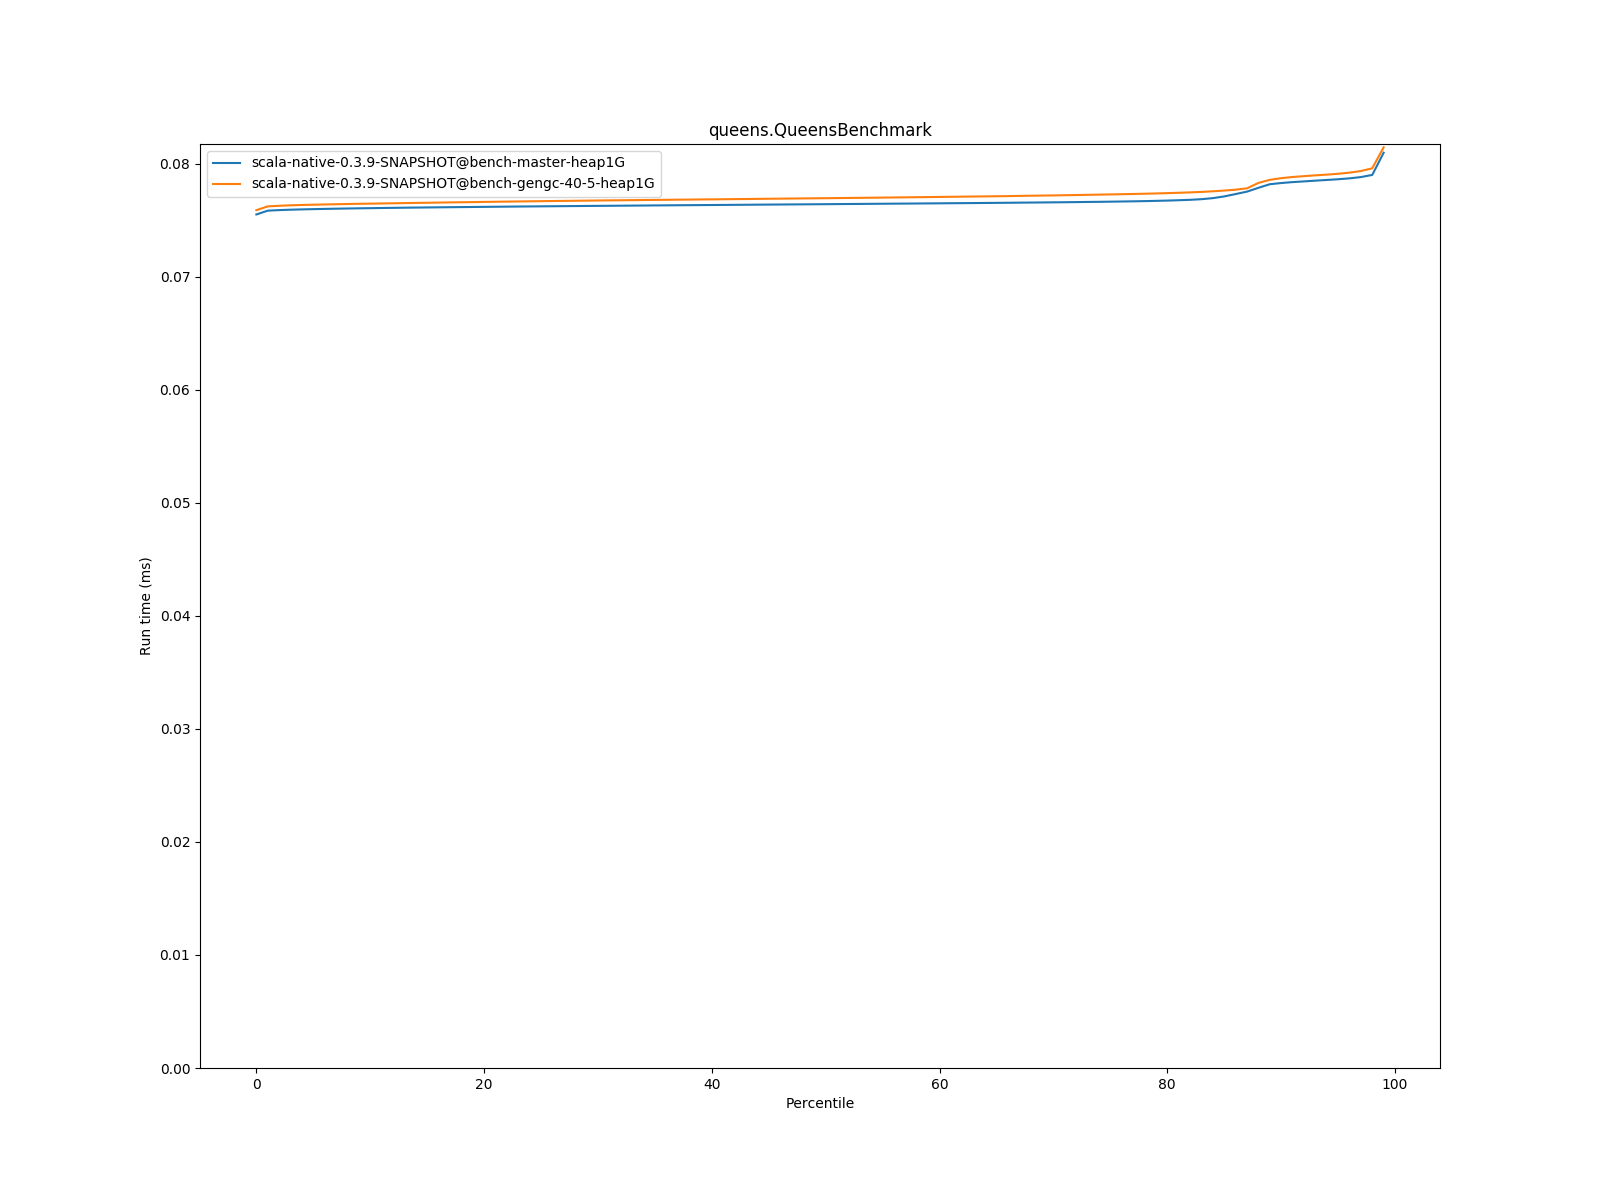 queens.QueensBenchmark
scala-native-0.3.9-SNAPSHOT@bench-master-heap1G
scala-native-0.3.9-SNAPSHOT@bench-gengc-40-5-heap1G
0.08
0.07
0.06
0.05
0.04
0.03
0.02
0.01
0.00
Run time (ms)
0 20 40 60 80 100
Percentile